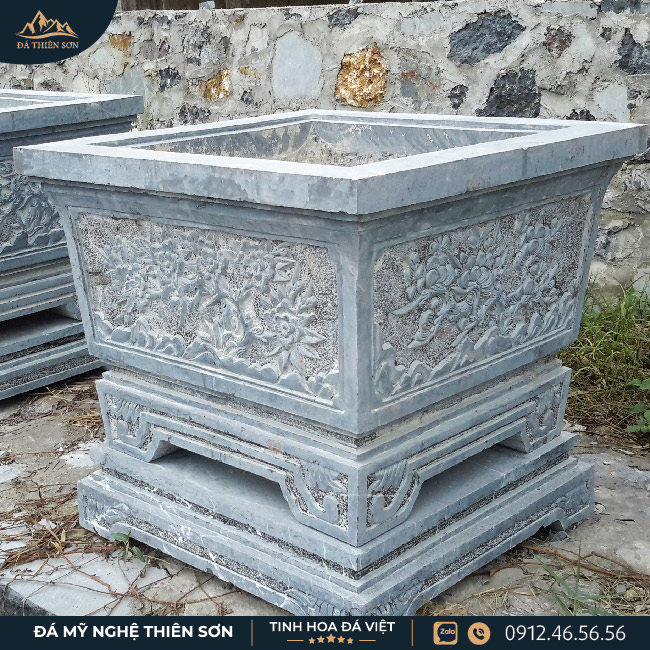 ĐÁ THIÊN SƠN
ĐÁ MỸ NGHỆ THIÊN SƠN
TINH HOA ĐÁ VIỆT
Zalo
0912.46.56.56